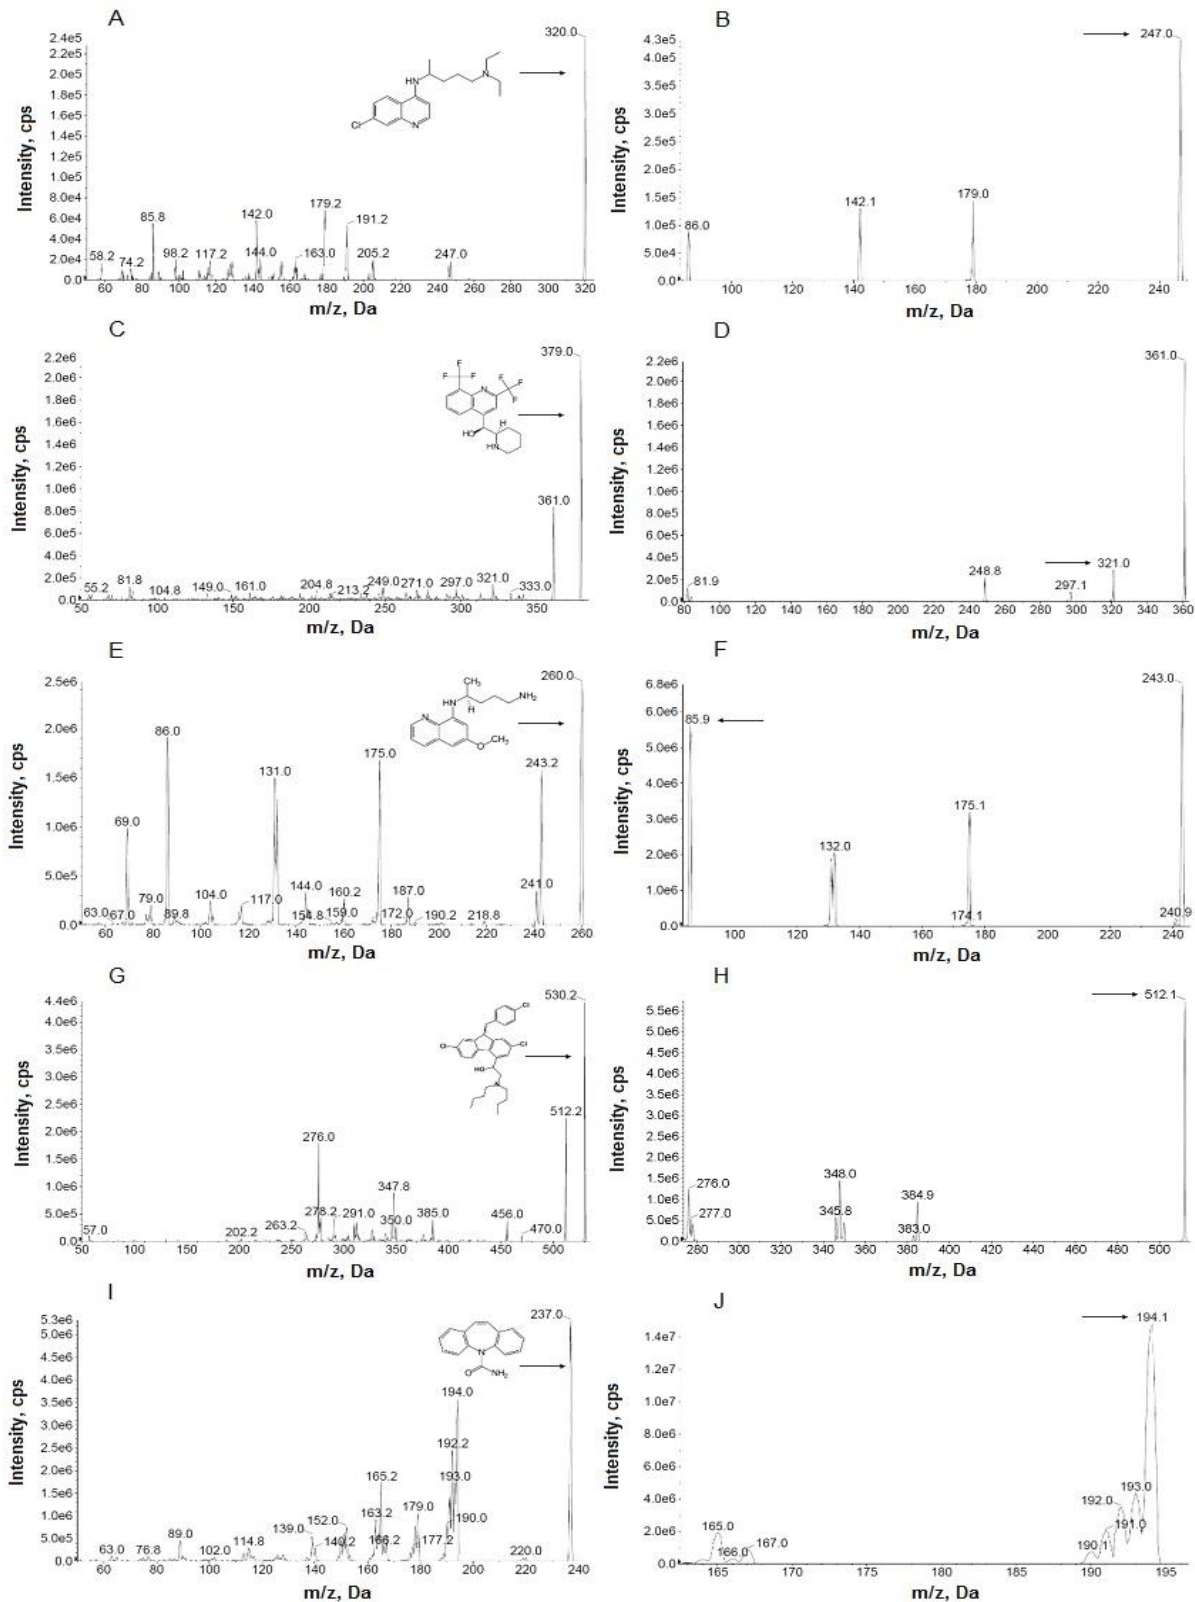 A
Intensity, cps
2.4e5
2.2e5
2.0e5
1.8e5
1.6e5
1.4e5
1.2e5
1.0e5
8.0e4
6.0e4
4.0e4
2.0e4
0.0
320.0
HN
N
Cl
N
58.2
74.2
85.8
98.2
117.2
142.0
144.0
163.0
179.2
191.2
205.2
247.0
60 80 100 120 140 160 180 200 220 240 260 280 300 320
m/z, Da
B
Intensity, cps
4.3e5
4.0e5
3.5e5
3.0e5
2.5e5
2.0e5
1.5e5
1.0e5
5.0e4
0.0
247.0
86.0
142.1
179.0
100 120 140 160 180 200 220 240
m/z, Da
C
Intensity, cps
2.2e6
2.0e6
1.8e6
1.6e6
1.4e6
1.2e6
1.0e6
8.0e5
6.0e5
4.0e5
2.0e5
0.0
379.0
F F F
N
F F F
H
HO
HN
361.0
55.2
81.8
104.8
149.0
161.0
204.8
213.2
249.0
271.0
297.0
321.0
333.0
50 100 150 200 250 300 350
m/z, Da
D
Intensity, cps
2.2e6
2.0e6
1.8e6
1.6e6
1.4e6
1.2e6
1.0e6
8.0e5
6.0e5
4.0e5
2.0e5
0.0
361.0
81.9
248.8
297.1
321.0
80 100 120 140 160 180 200 220 240 260 280 300 320 340 360
m/z, Da
E
Intensity, cps
2.5e6
2.0e6
1.5e6
1.0e6
5.0e5
0.0
260.0
CH3
NH2
HN
H
N
O
CH3
63.0
67.0
69.0
79.0
86.0
89.8
104.0
117.0
131.0
144.0
154.8
159.0
160.2
172.0
175.0
187.0
190.2
218.8
241.0
243.2
60 80 100 120 140 160 180 200 220 240 260
m/z, Da
F
Intensity, cps
6.8e6
6.0e6
5.0e6
4.0e6
3.0e6
2.0e6
1.0e6
0.0
243.0
85.9
132.0
175.1
174.1
240.9
100 120 140 160 180 200 220 240
m/z, Da
G
Intensity, cps
4.4e6
4.0e6
3.5e6
3.0e6
2.5e6
2.0e6
1.5e6
1.0e6
5.0e5
0.0
530.2
Cl
Cl
Cl
HO
N
512.2
57.0
202.2
263.2
276.0
278.2
291.0
347.8
350.0
385.0
456.0
470.0
50 100 150 200 250 300 350 400 450 500
m/z, Da
H
Intensity, cps
5.5e6
5.0e6
4.5e6
4.0e6
3.5e6
3.0e6
2.5e6
2.0e6
1.5e6
1.0e6
5.0e5
0.0
512.1
276.0
277.0
348.0
345.8
384.9
383.0
280 300 320 340 360 380 400 420 440 460 480 500
m/z, Da
I
Intensity, cps
5.3e6
5.0e6
4.5e6
4.0e6
3.5e6
3.0e6
2.5e6
2.0e6
1.5e6
1.0e6
5.0e5
0.0
237.0
N
O
NH2
63.0
76.8
89.0
102.0
114.8
139.0
140.2
152.0
163.2
165.2
166.2
177.2
179.0
190.0
192.2
193.0
194.0
220.0
60 80 100 120 140 160 180 200 220 240
m/z, Da
J
Intensity, cps
1.4e7
1.2e7
1.0e7
8.0e6
6.0e6
4.0e6
2.0e6
0.0
194.1
165.0
166.0
167.0
190.1
191.0
192.0
193.0
165 170 175 180 185 190 195
m/z, Da